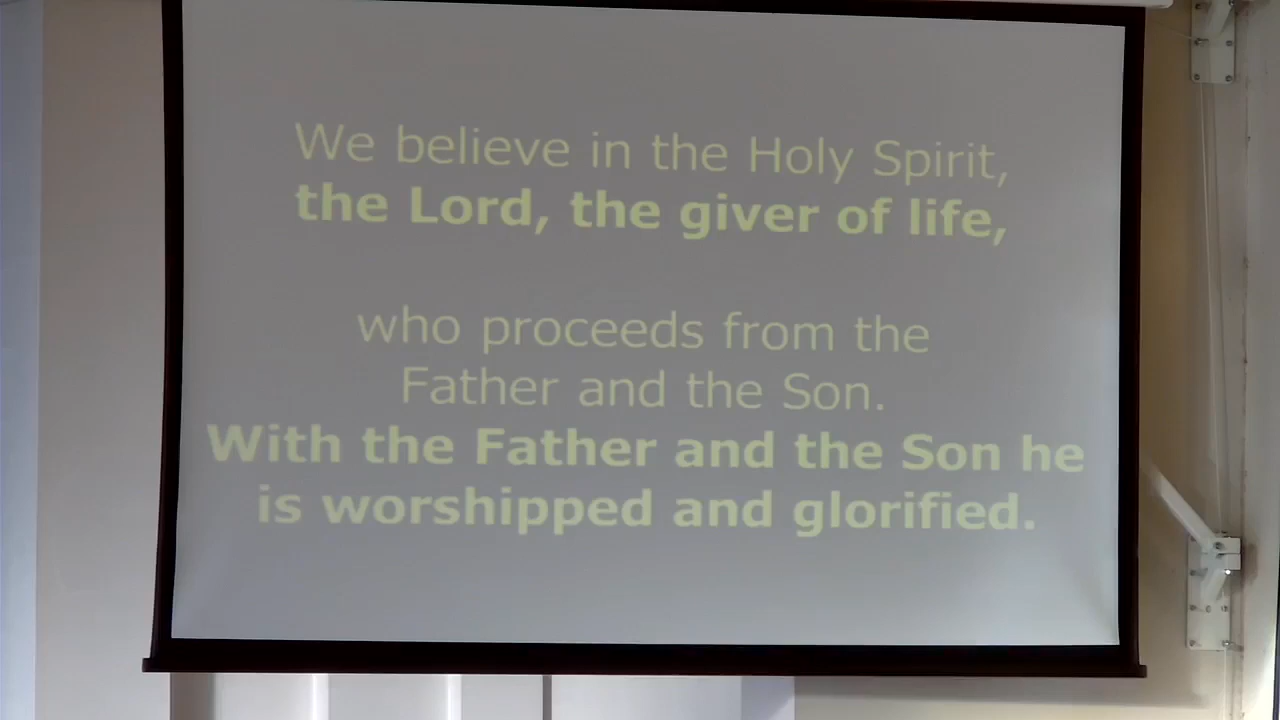 We believe in the Holy Spirit,
the Lord, the giver of life,
who proceeds from the
Father and the Son.
With the Father and the Son he
is worshipped and glorified.